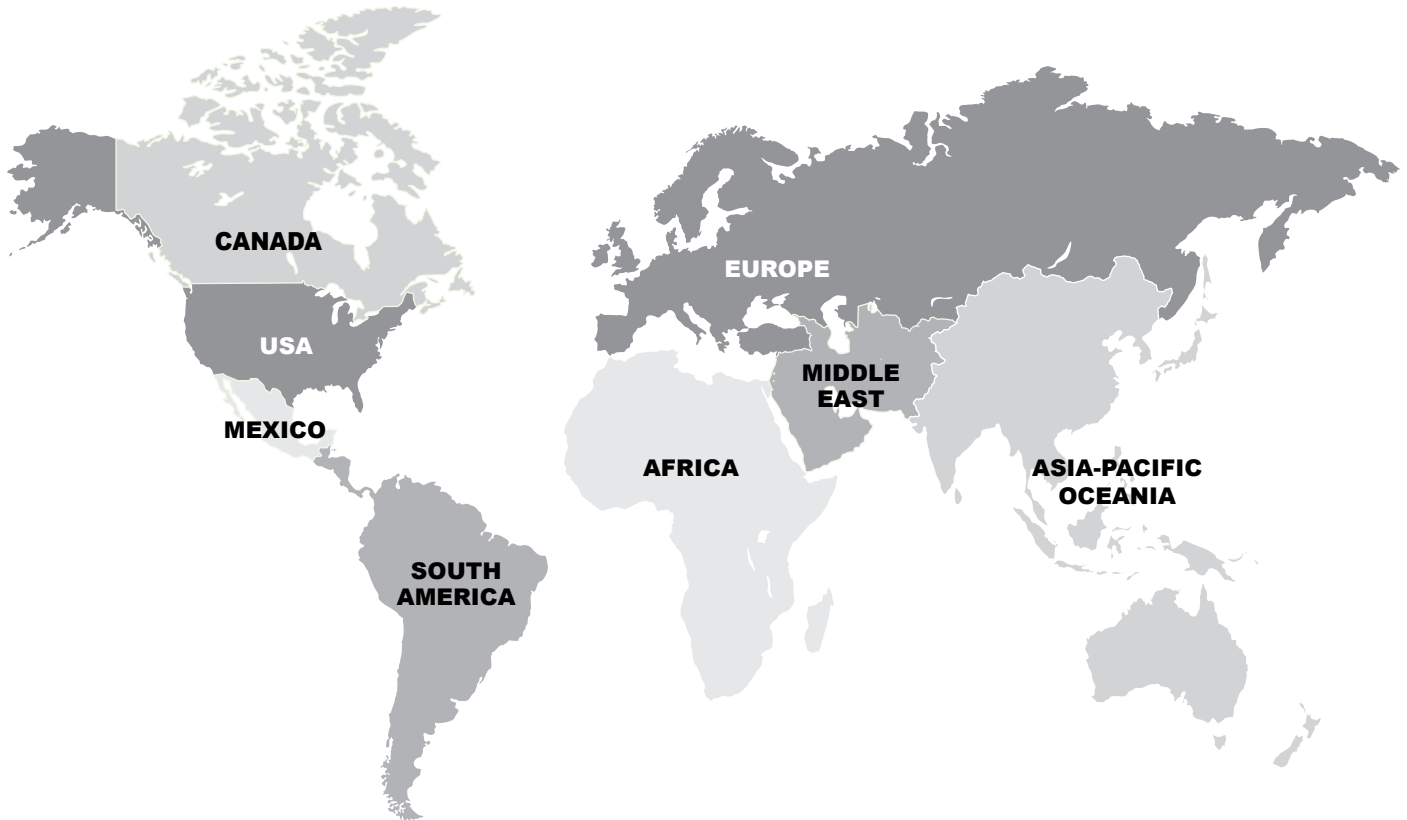 CANADA
EUROPE
USA
MIDDLE
EAST
MEXICO
AFRICA
ASIA-PACIFIC
OCEANIA
SOUTH
AMERICA